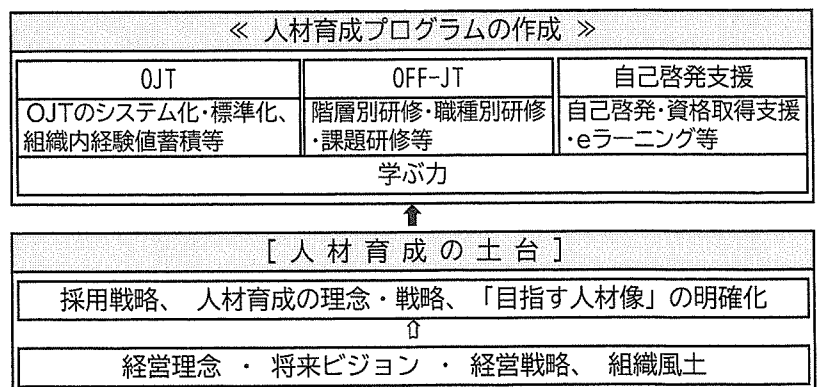 ≪ 人材育成プログラムの作成 ≫
OJT
OJTのシステム化・標準化、
組織内経験値蓄積等
OFF-JT
階層別研修・職種別研修
・課題研修等
自己啓発支援
自己啓発・資格取得支援
・eラーニング等
学ぶ力
[ 人 材 育 成 の 土 台 ]
採用戦略、 人材育成の理念・戦略、「目指す人材像」の明確化
経営理念 ・ 将来ビジョン ・ 経営戦略、 組織風土